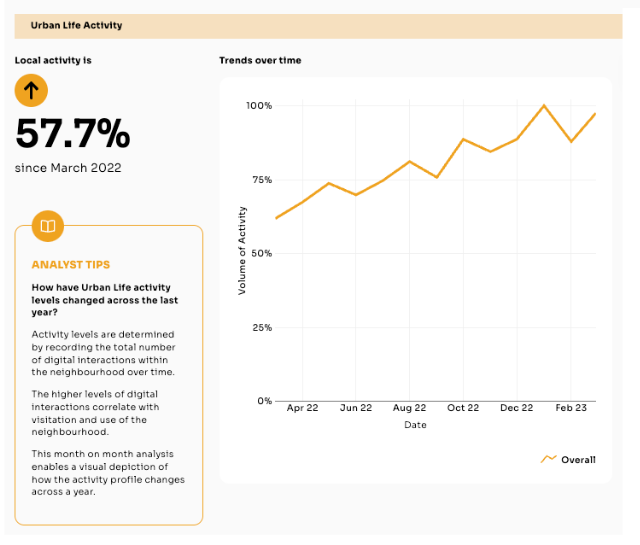 Urban Life Activity
Local activity is
57.7%
since March 2022
ANALYST TIPS
How have Urban Life activity
levels changed across the last
year?
Activity levels are determined
by recording the total number
of digital interactions within
the neighbourhood over time.
The higher levels of digital
interactions correlate with
visitation and use of the
neighbourhood.
This month on month analysis
enables a visual depiction of
how the activity profile changes
across a year.
Trends over time
100%
75%
50%
25%
0%
Volume of Activity
Apr 22 Jun 22 Aug 22 Oct 22 Dec 22 Feb 23
Date
Overall